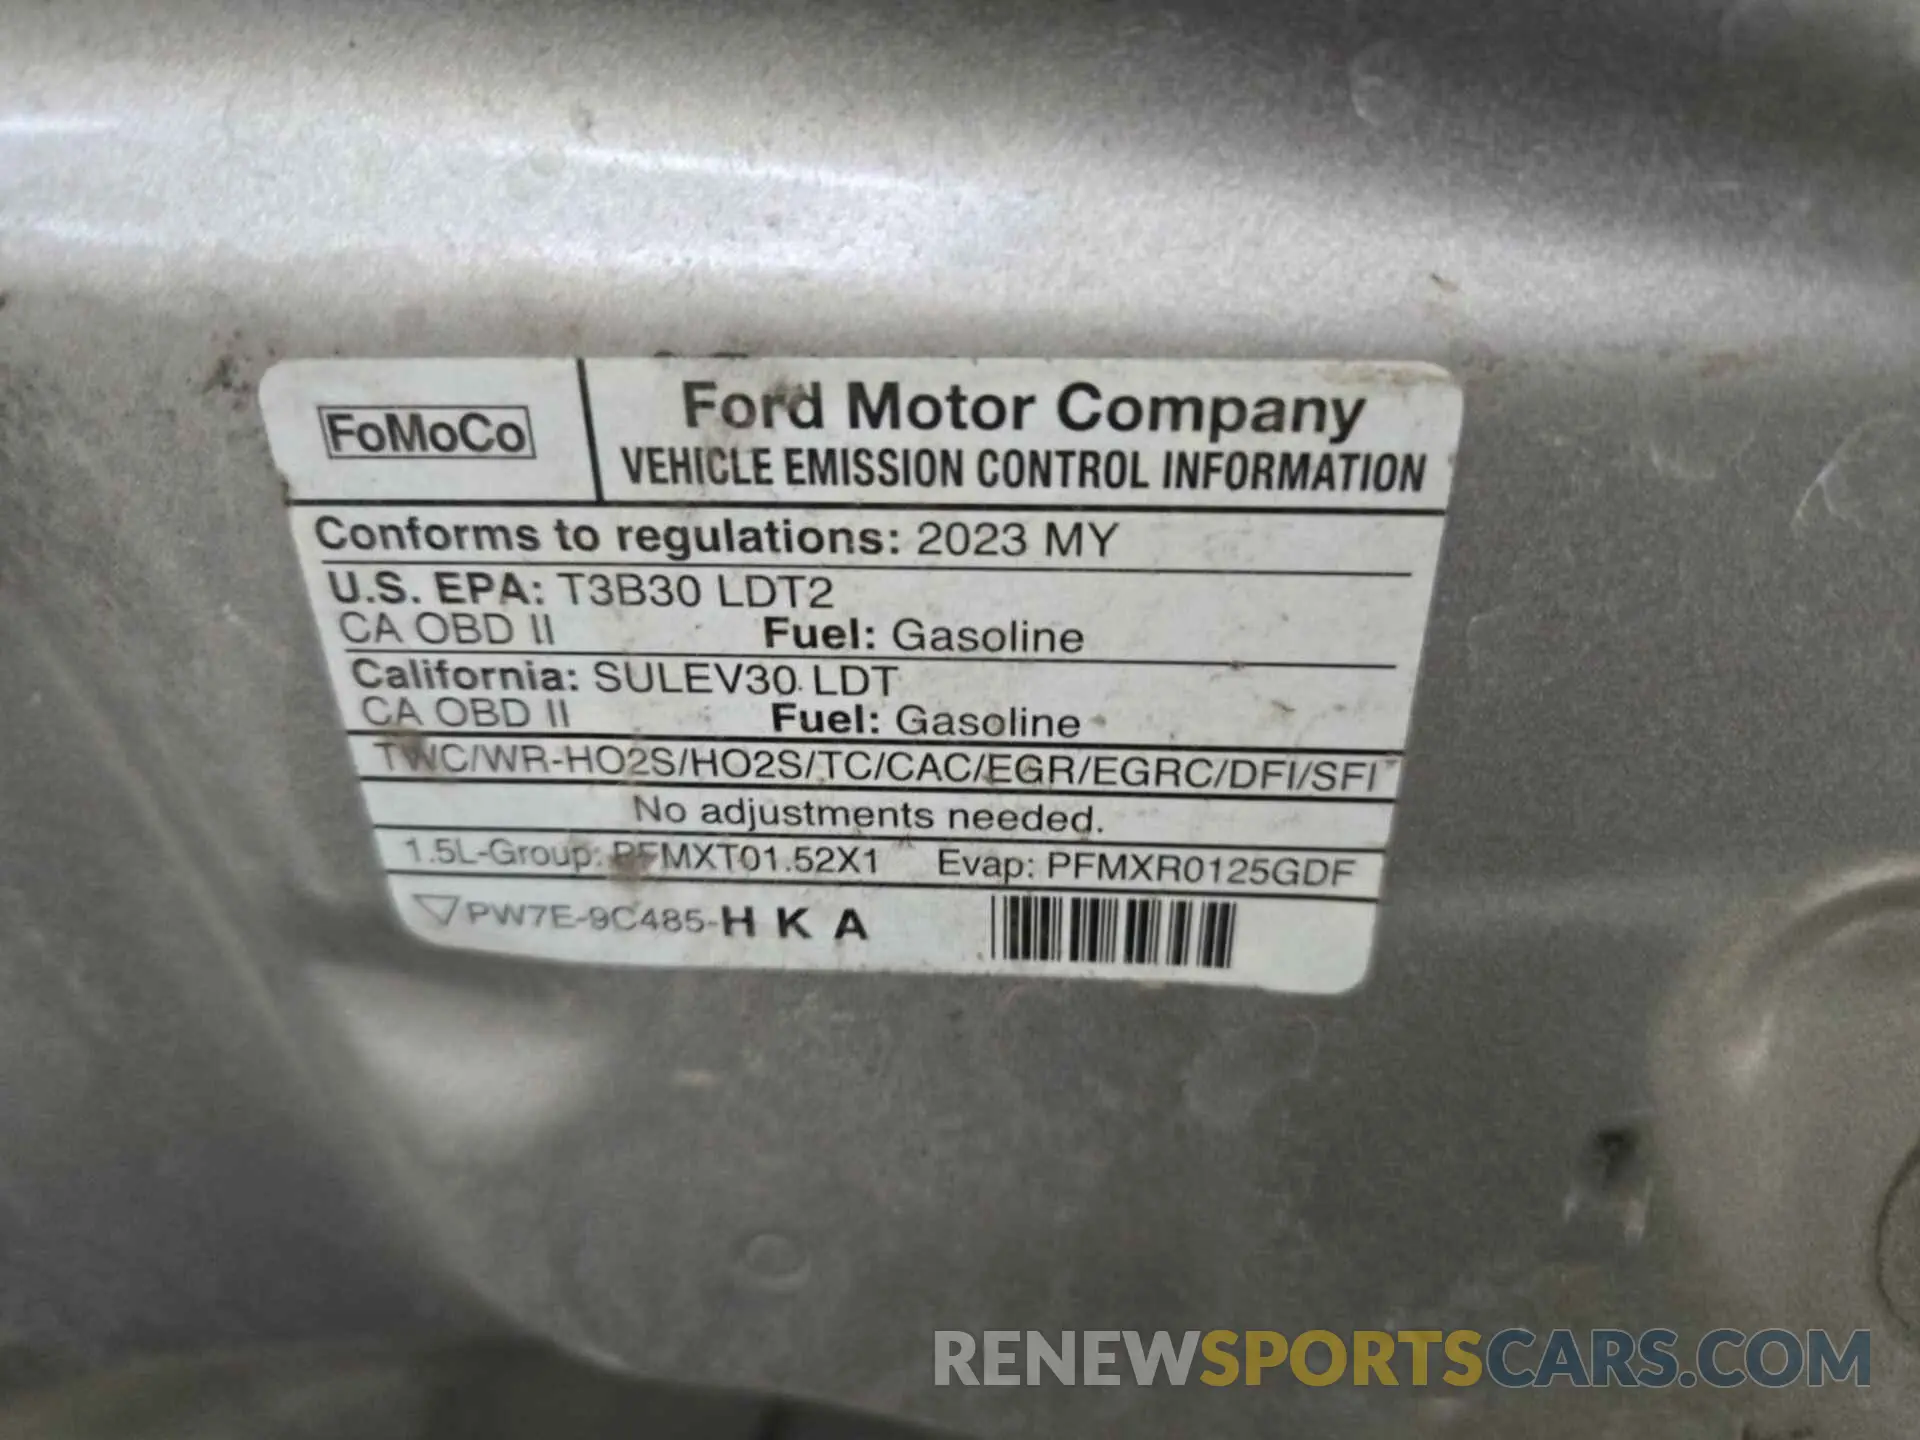 FoMoCo
Ford Motor Company
VEHICLE EMISSION CONTROL INFORMATION
Conforms to regulations: 2023 MY
U.S. EPA: T3B30 LDT2
CA OBD II Fuel: Gasoline
California: SULEV30 LDT
CA OBD II Fuel: Gasoline
TWC/WR-HO2S/HO2S/TC/CAC/EGR/EGRC/DFI/SFI
No adjustments needed.
1.5L-Group: PFMXT01.52X1 Evap: PFMXR0125GDF
PW7E-9C485-H K A
RENEWSPORTSCARS.COM